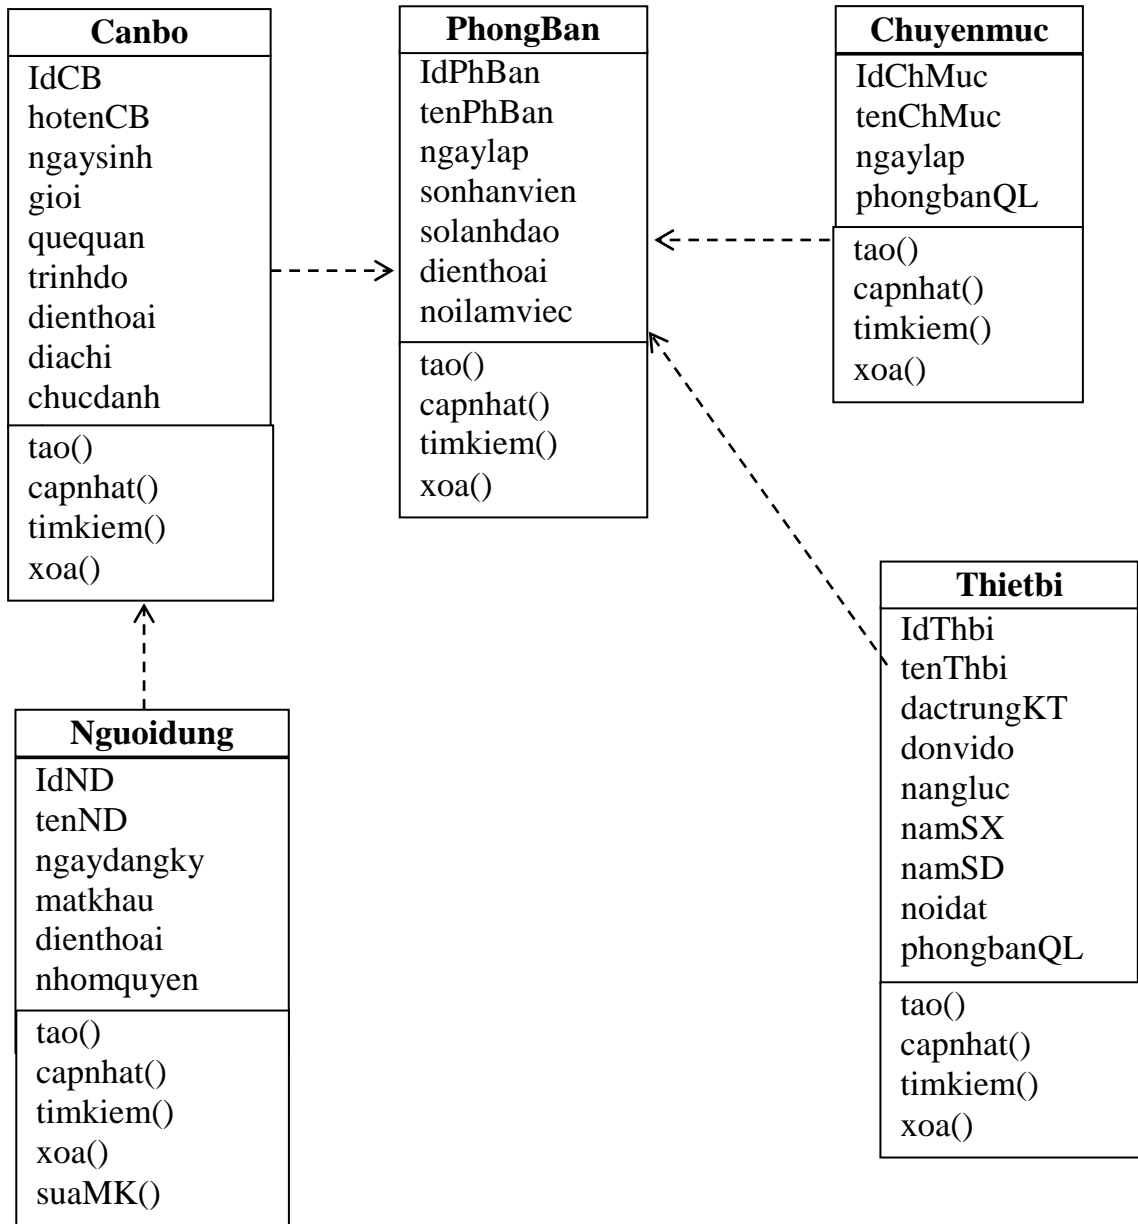 Canbo
IdCB
hotenCB
ngaysinh
gioi
quequan
trinhdo
dienthoai
diachi
chucdanh
tao()
capnhat()
timkiem()
xoa()
PhongBan
IdPhBan
tenPhBan
ngaylap
sonhanvien
solanhdao
dienthoai
noilamviec
tao()
capnhat()
timkiem()
xoa()
Chuyenmuc
IdChMuc
tenChMuc
ngaylap
phongbanQL
tao()
capnhat()
timkiem()
xoa()
Nguoidung
IdND
tenND
ngaydangky
matkhau
dienthoai
nhomquyen
tao()
capnhat()
timkiem()
xoa()
suaMK()
Thietbi
IdThbi
tenThbi
dactrungKT
donvido
nangluc
namSX
namSD
noidat
phongbanQL
tao()
capnhat()
timkiem()
xoa()